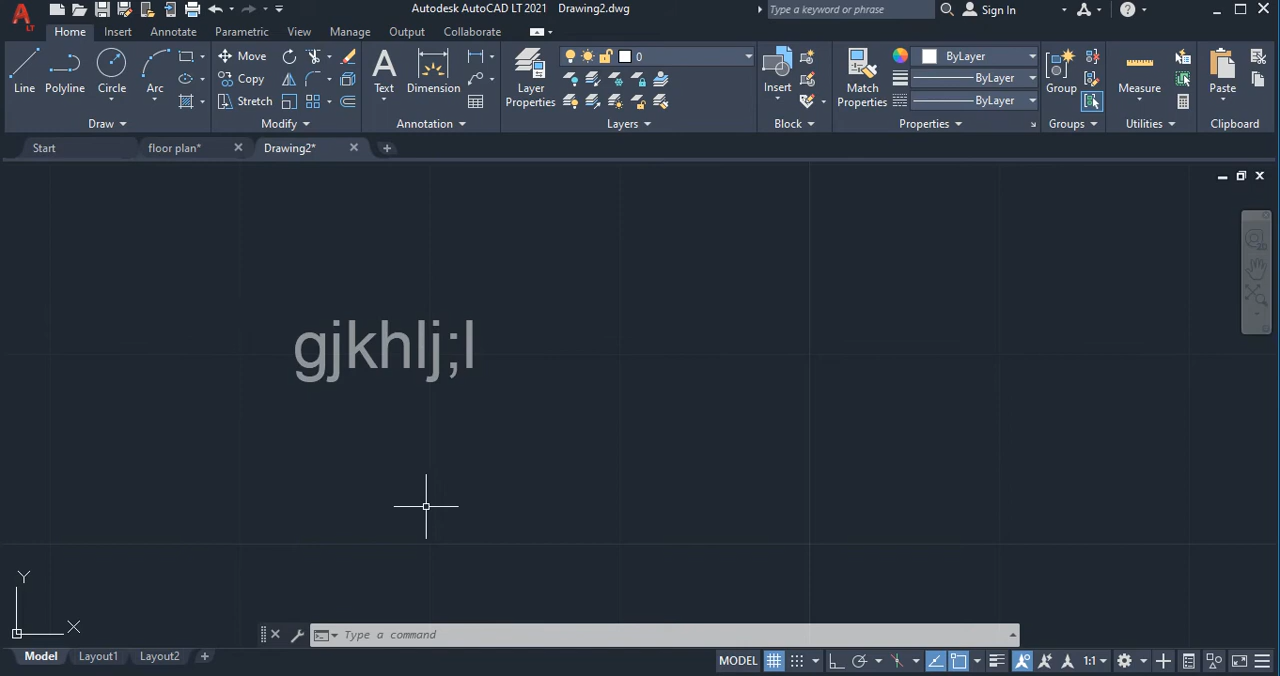 Autodesk AutoCAD LT 2021 Drawing2.dwg
Type a keyword or phrase
Sign In
LT
Home Insert Annotate Parametric View Manage Output Collaborate
Line Polyline Circle Arc
Move Copy Stretch
Text Dimension
Layer Properties
0
Insert
Match Properties
ByLayer
ByLayer
ByLayer
Group
Measure
Paste
Draw Modify Annotation Layers Block Properties Groups Utilities Clipboard
Start floor plan* Drawing2*
gjkhlj;l
Y
X
Type a command
Model Layout1 Layout2
MODEL 1:1